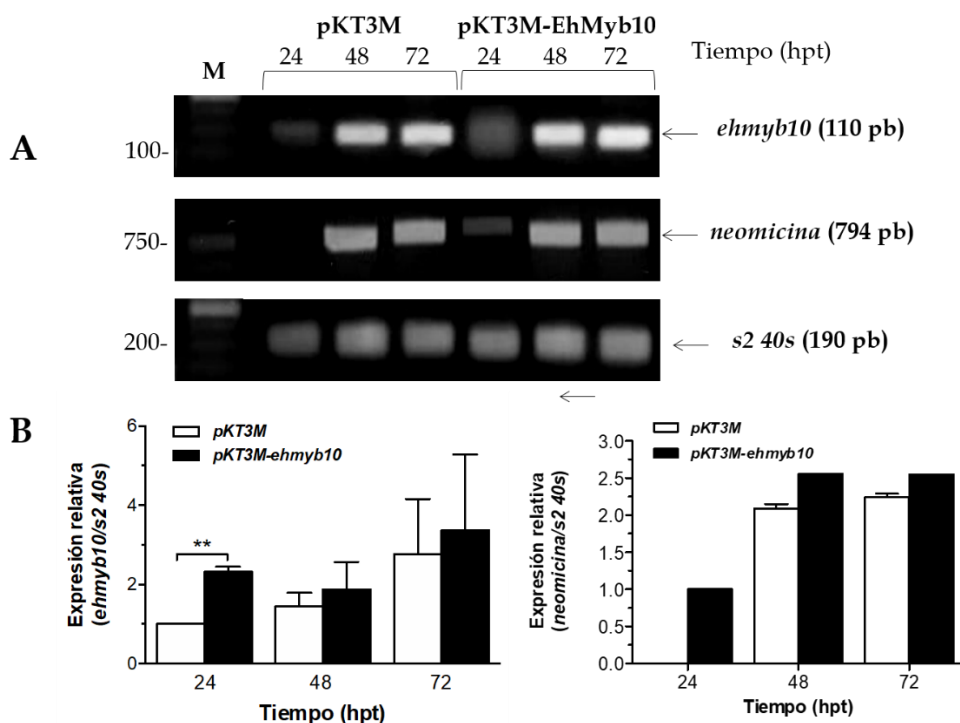 pKT3M pKT3M-EhMyb10
M 24 48 72 24 48 72 Tiempo (hpt)
A
100- ehmyb10 (110 pb)
750- neomicina (794 pb)
200- s2 40s (190 pb)
B
pKT3M
pKT3M-ehmyb10
Expresión relativa
(ehmyb10/s2 40s)
6
4
2
0
**
24 48 72
Tiempo (hpt)
pKT3M
pKT3M-ehmyb10
Expresión relativa
(neomicina/s2 40s)
3.0
2.5
2.0
1.5
1.0
0.5
0.0
24 48 72
Tiempo (hpt)